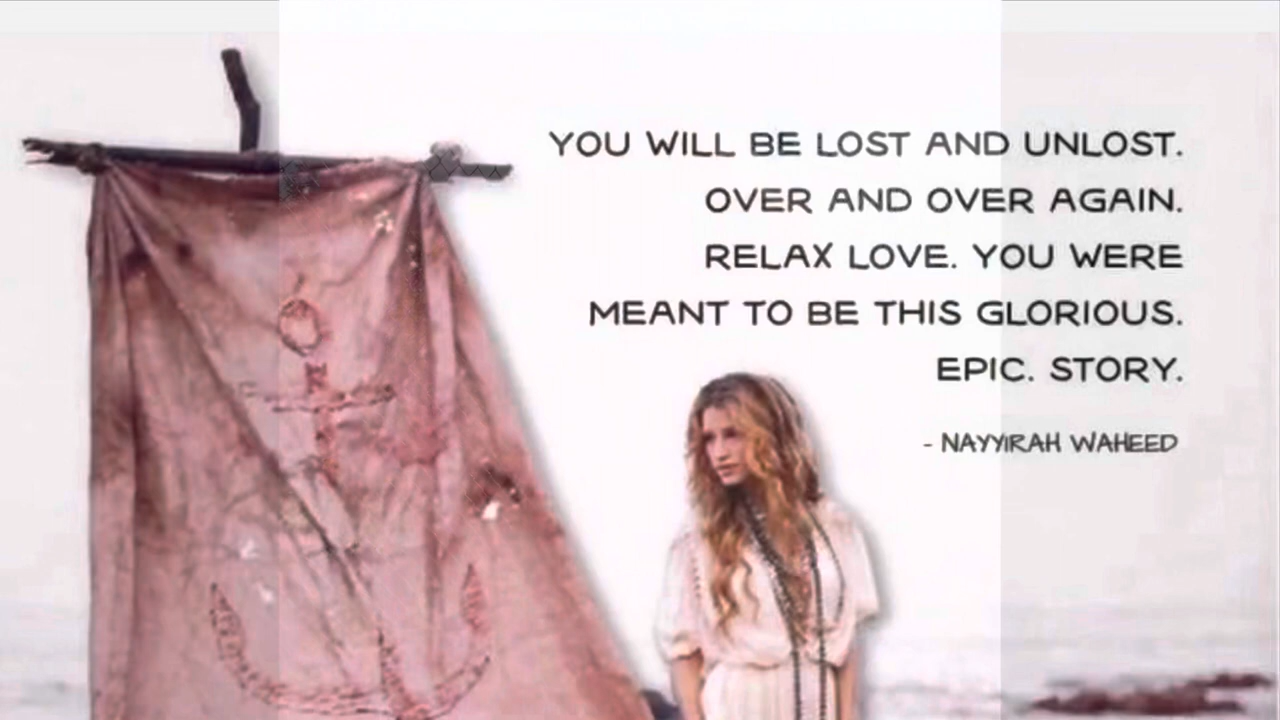 YOU WILL BE LOST AND UNLOST.
OVER AND OVER AGAIN.
RELAX LOVE. YOU WERE
MEANT TO BE THIS GLORIOUS.
EPIC. STORY.
- NAYYIRAH WAHEED